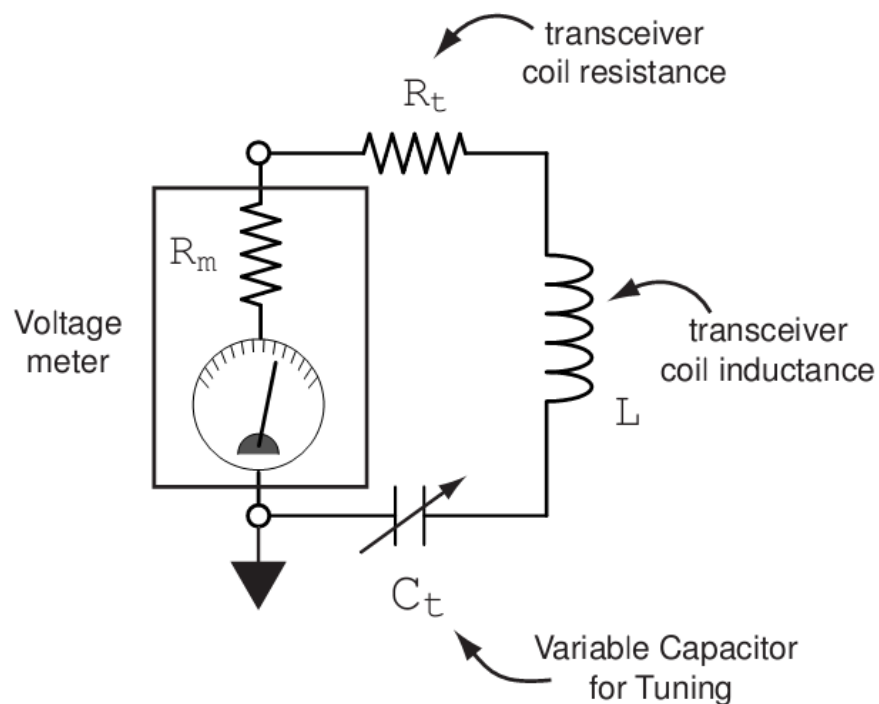 transceiver
coil resistance
Rt
Rm
Voltage
meter
transceiver
coil inductance
L
Ct
Variable Capacitor
for Tuning